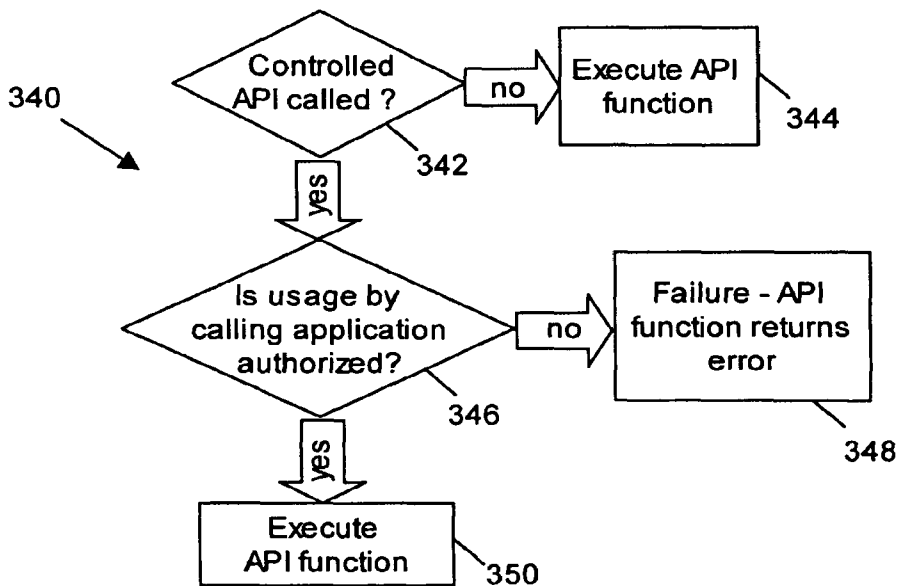 Controlled
API called ?
no
Execute API
function
340
344
342
yes
Is usage by
calling application
authorized?
no
Failure - API
function returns
error
346
348
yes
Execute
API function
350